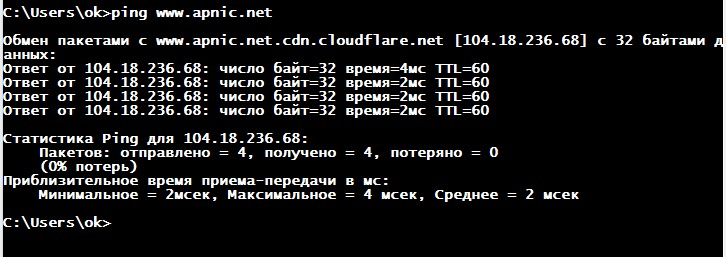 C:\Users\ok>ping www.apnic.net
Обмен пакетами с www.apnic.net.cdn.cloudflare.net [104.18.236.68] с 32 байтами д
анных:
Ответ от 104.18.236.68: число байт=32 время=4мс TTL=60
Ответ от 104.18.236.68: число байт=32 время=2мс TTL=60
Ответ от 104.18.236.68: число байт=32 время=2мс TTL=60
Ответ от 104.18.236.68: число байт=32 время=2мс TTL=60
Статистика Ping для 104.18.236.68:
    Пакетов: отправлено = 4, получено = 4, потеряно = 0
    (0% потерь)
Приблизительное время приема-передачи в мс:
    Минимальное = 2мсек, Максимальное = 4 мсек, Среднее = 2 мсек
C:\Users\ok>